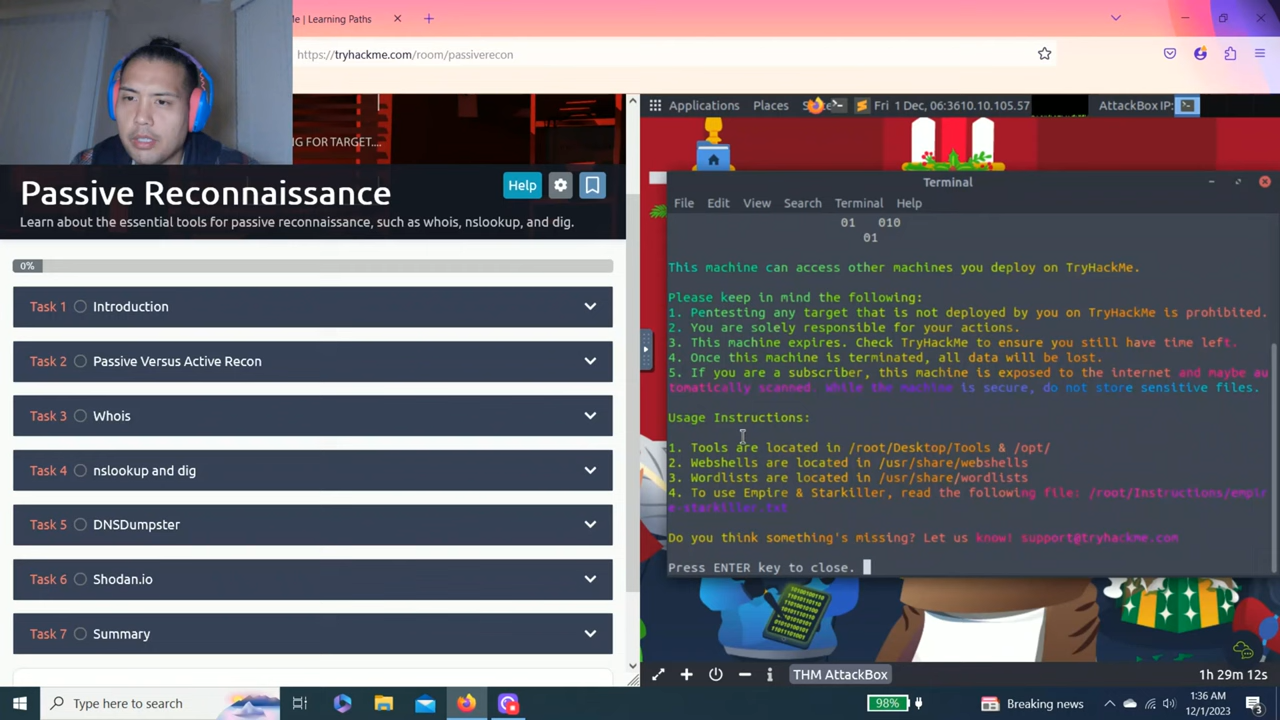 e | Learning Paths
https://tryhackme.com/room/passiverecon
NG FOR TARGET....
Passive Reconnaissance
Help
Learn about the essential tools for passive reconnaissance, such as whois, nslookup, and dig.
0%
Task 1 Introduction
Task 2 Passive Versus Active Recon
Task 3 Whois
Task 4 nslookup and dig
Task 5 DNSDumpster
Task 6 Shodan.io
Task 7 Summary
Applications Places Fri 1 Dec, 06:36 10.10.105.57 AttackBox IP:
Terminal
File Edit View Search Terminal Help
01 010
01
This machine can access other machines you deploy on TryHackMe.
Please keep in mind the following:
1. Pentesting any target that is not deployed by you on TryHackMe is prohibited.
2. You are solely responsible for your actions.
3. This machine expires. Check TryHackMe to ensure you still have time left.
4. Once this machine is terminated, all data will be lost.
5. If you are a subscriber, this machine is exposed to the internet and maybe au
tomatically scanned. While the machine is secure, do not store sensitive files.
Usage Instructions:
1. Tools are located in /root/Desktop/Tools & /opt/
2. Webshells are located in /usr/share/webshells
3. Wordlists are located in /usr/share/wordlists
4. To use Empire & Starkiller, read the following file: /root/Instructions/empir
e-starkiller.txt
Do you think something's missing? Let us know! support@tryhackme.com
Press ENTER key to close.
THM AttackBox
1h 29m 12s
Type here to search
98%
Breaking news
1:36 AM
12/1/2023
3